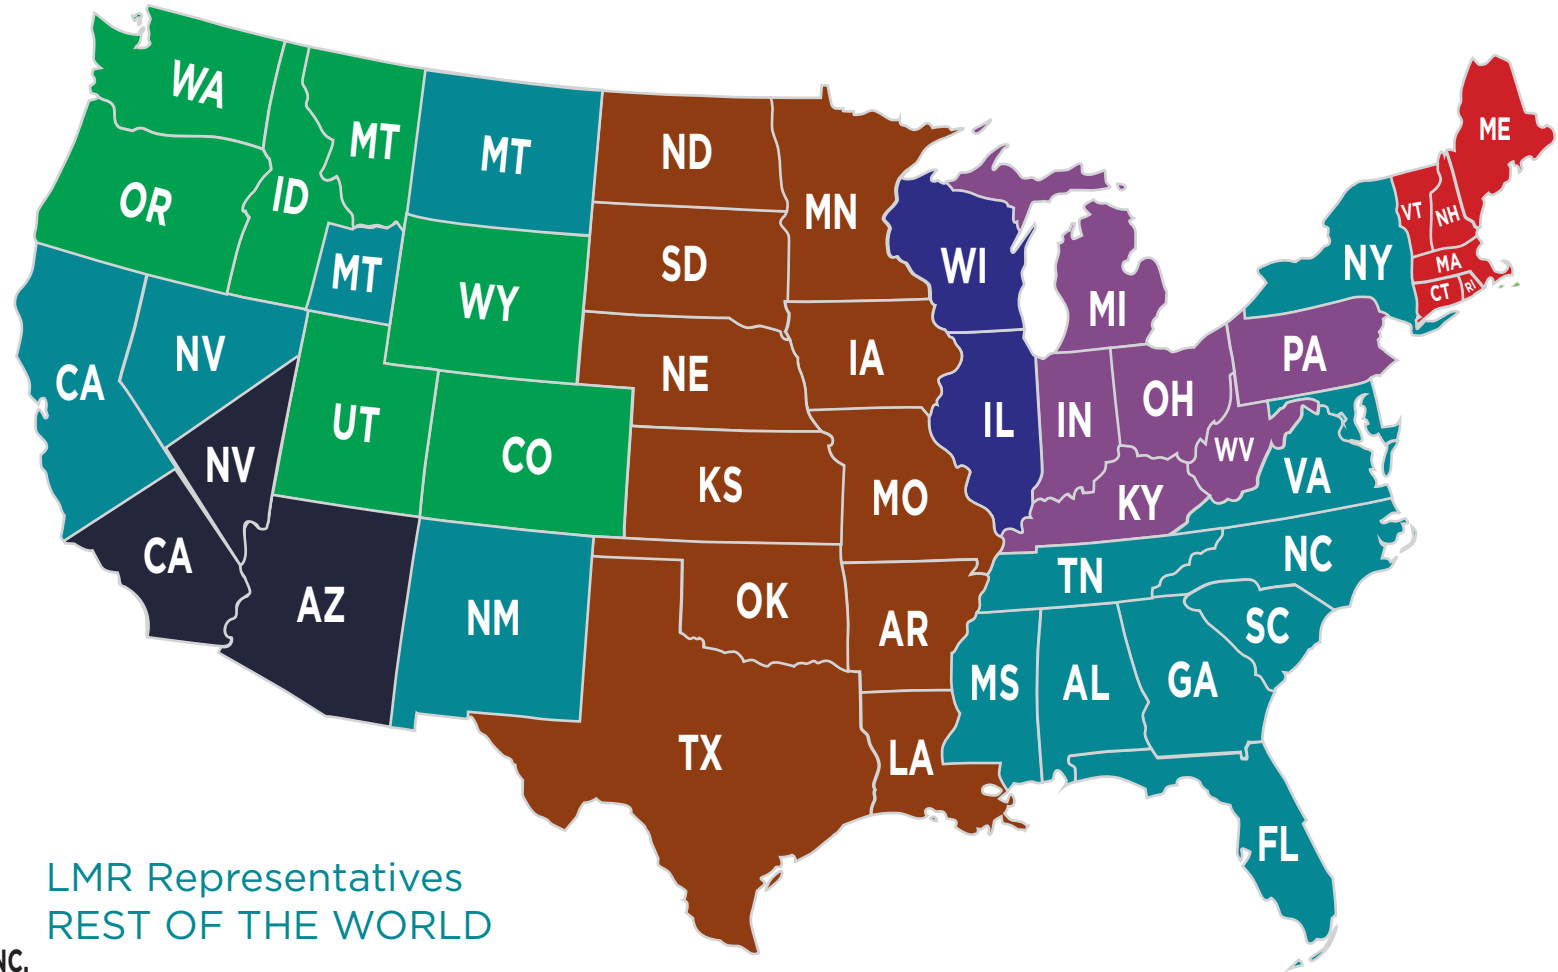 WA
MT
MT
ND
MN
ME
OR
ID
VT
NH
WI
NY
MA
MT
SD
CT
RI
WY
MI
NV
IA
PA
CA
NE
OH
UT
IL
IN
CO
WV
NV
KS
MO
KY
VA
CA
NC
TN
AZ
OK
NM
AR
SC
MS
AL
GA
TX
LA
FL
LMR Representatives
REST OF THE WORLD
NC.